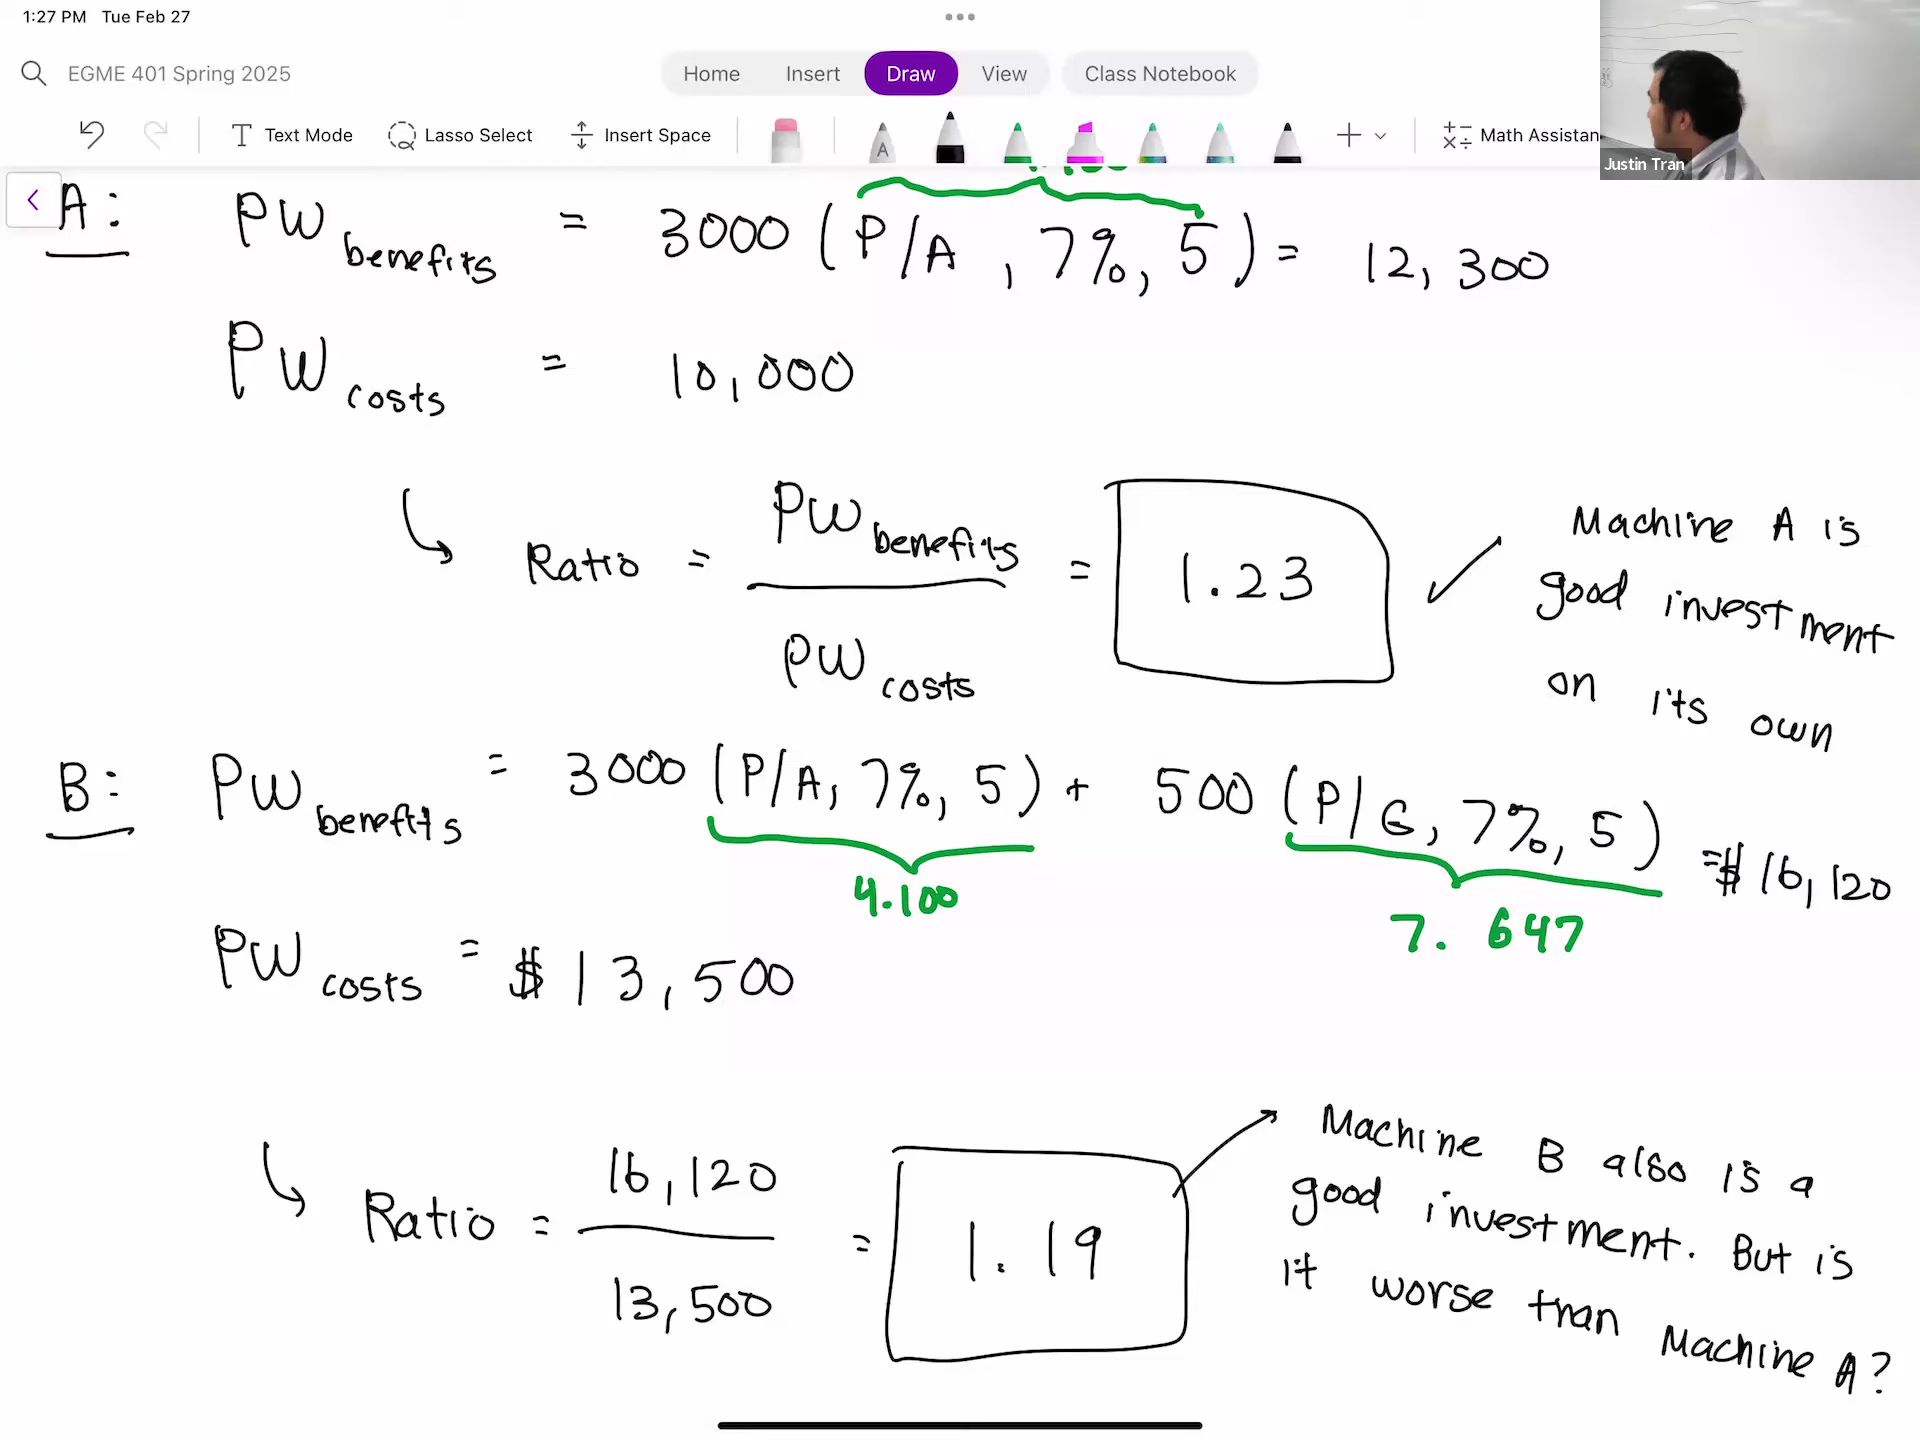 1:27 PM Tue Feb 27
EGME 401 Spring 2025
Home Insert Draw View Class Notebook
Text Mode Lasso Select Insert Space A Math Assistan
Justin Tran
A: PW benefits = 3000 (P/A, 7%, 5) = 12,300
PW costs = 10,000
Ratio = PW benefits / PW costs = 1.23
Machine A is
good investment
on its own
B: PW benefits = 3000 (P/A, 7%, 5) + 500 (P/G, 7%, 5) = $16,120
4.100 7.647
PW costs = $13,500
Ratio = 16,120 / 13,500 = 1.19
Machine B also is a
good investment. But is
it worse than Machine A?